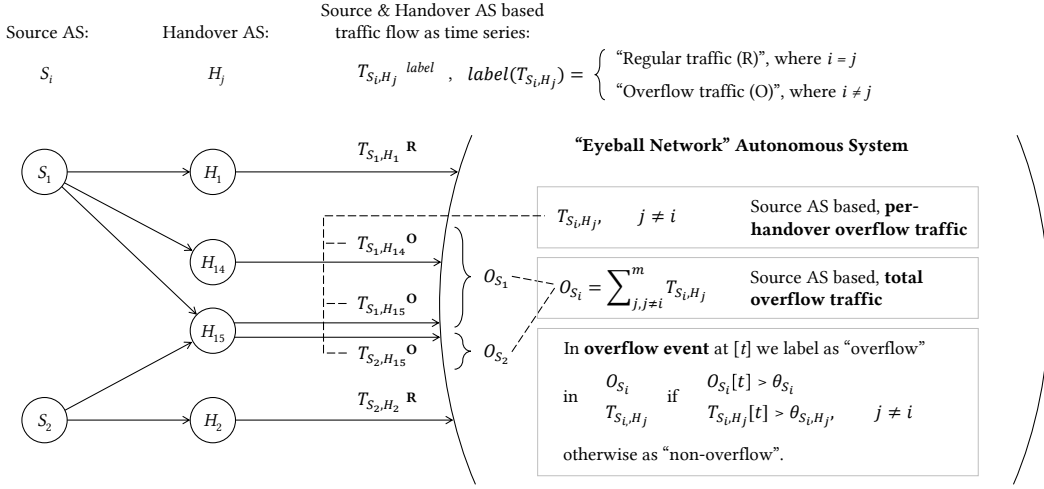 Source & Handover AS based
Source AS: Handover AS: traffic flow as time series:
S_i H_j T_{S_i,H_j} ^{label} , label(T_{S_i,H_j}) = {
“Regular traffic (R)”, where i = j
“Overflow traffic (O)”, where i ≠ j
“Eyeball Network” Autonomous System
S_1 H_1 T_{S_1,H_1} R
H_14 T_{S_1,H_14} O
H_15 T_{S_1,H_15} O
T_{S_2,H_15} O
S_2 H_2 T_{S_2,H_2} R
O_{S_1}
O_{S_2}
T_{S_i,H_j}, j ≠ i
Source AS based, per-
handover overflow traffic
O_{S_i} = ∑_{j,j≠i}^{m} T_{S_i,H_j}
Source AS based, total
overflow traffic
In overflow event at [t] we label as “overflow”
in O_{S_i} if O_{S_i}[t] > θ_{S_i}
T_{S_i,H_j} T_{S_i,H_j}[t] > θ_{S_i,H_j}, j ≠ i
otherwise as “non-overflow”.